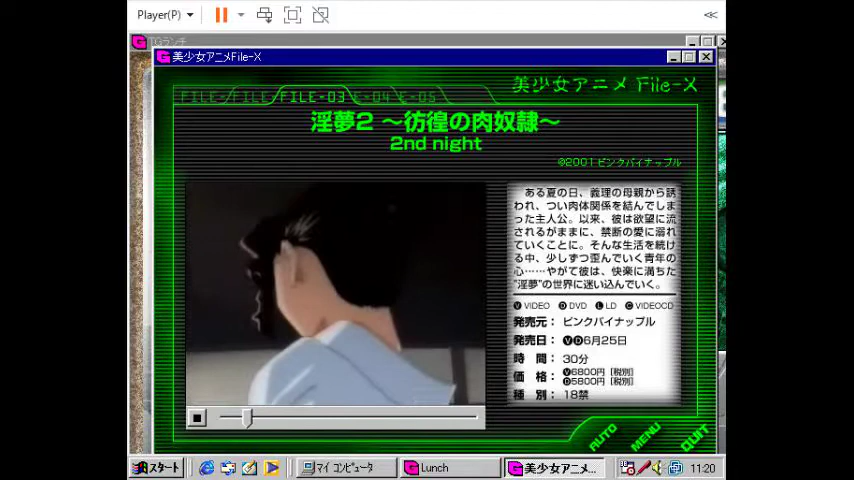 Player(P)
美少女アニメFile-X
美少女アニメ File-X
FILE- FILE- FILE-03 E-04 E-05
淫夢2 ～彷徨の肉奴隷～
2nd night
©2001ピンクパイナップル
ある夏の日、義理の母親から誘
われ、つい肉体関係を結んでしま
った主人公。以来、彼は欲望に流
されるがままに、禁断の愛に溺れ
ていくことに。そんな生活を続け
る中、少しずつ歪んでいく青年の
心……やがて彼は、快楽に満ちた
"淫夢"の世界に迷い込んでいく。
V VIDEO D DVD L LD C VIDEOCD
発売元： ピンクパイナップル
発売日： VD6月25日
時　間： 30分
価　格： V6800円［税別］
D5800円［税別］
種　別： 18禁
AUTO MENU QUIT
スタート マイ コンピュータ Lunch 美少女アニメ... 11:20